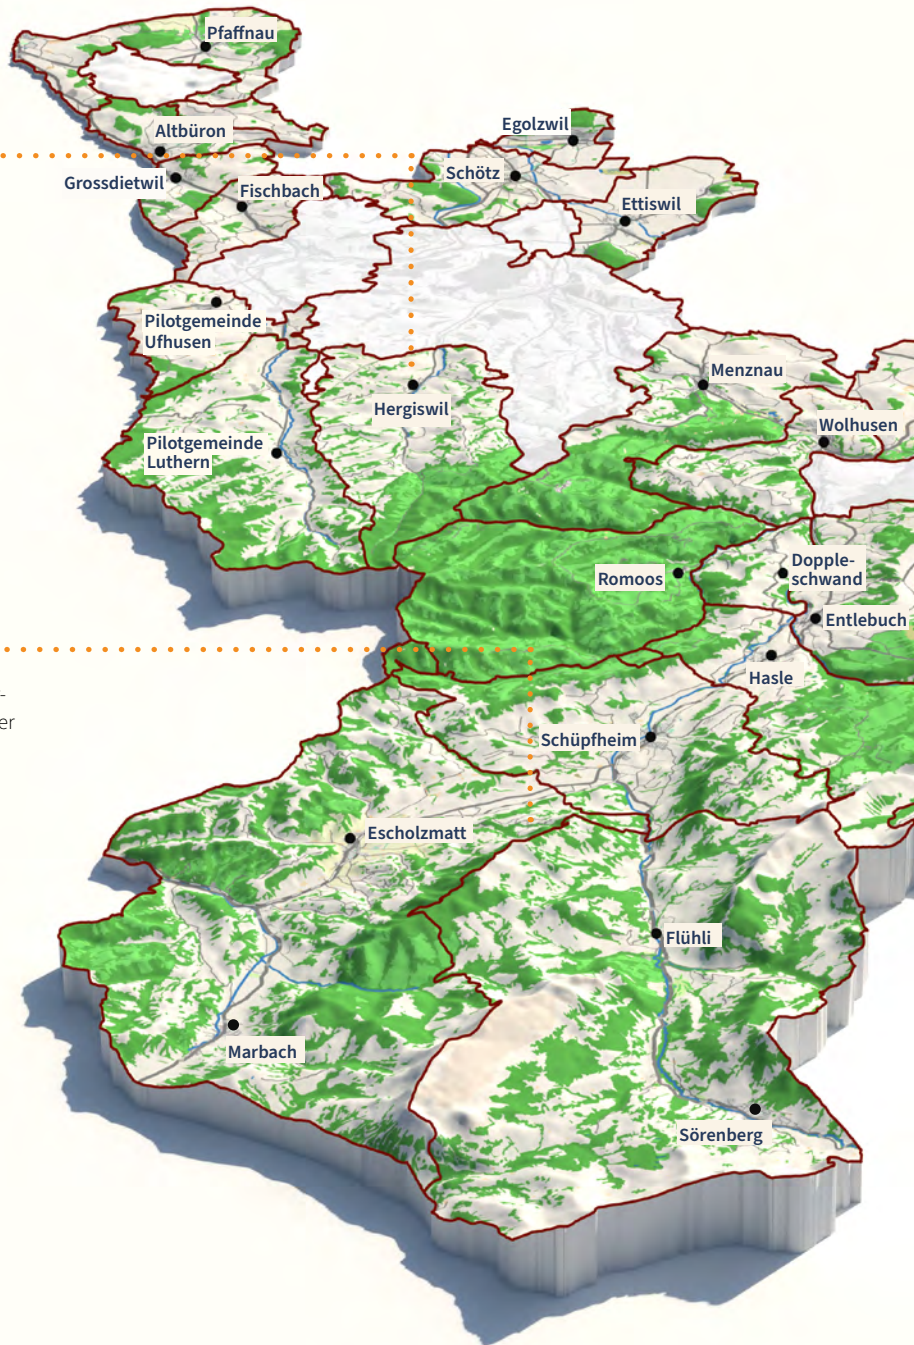 Pfaffnau
Altbüron
Egolzwil
Schötz
Grossdietwil
Fischbach
Ettiswil
Pilotgemeinde
Ufhusen
Menznau
Hergiswil
Wolhusen
Pilotgemeinde
Luthern
Romoos
Dopple-
schwand
Entlebuch
Hasle
-
er
Schüpfheim
Escholzmatt
Flühli
Marbach
Sörenberg